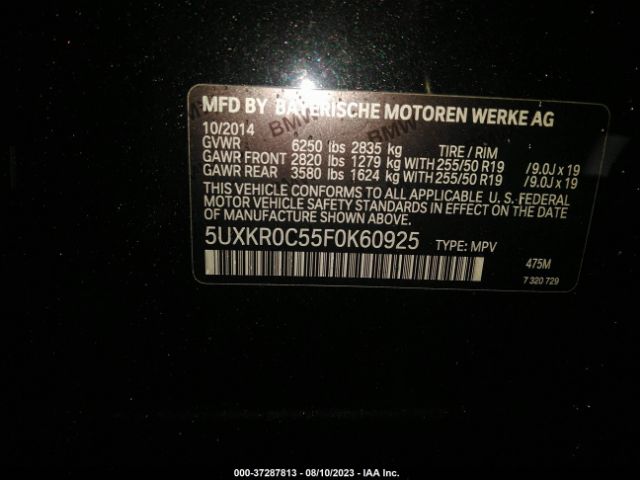 MFD BY BAYERISCHE MOTOREN WERKE AG
10/2014
GVWR 6250 lbs 2835 kg TIRE / RIM
GAWR FRONT 2820 lbs 1279 kg WITH 255/50 R19 /9.0J x 19
GAWR REAR 3580 lbs 1624 kg WITH 255/50 R19 /9.0J x 19
THIS VEHICLE CONFORMS TO ALL APPLICABLE U.S. FEDERAL
MOTOR VEHICLE SAFETY STANDARDS IN EFFECT ON THE DATE
OF MANUFACTURE SHOWN ABOVE.
5UXKR0C55F0K60925 TYPE: MPV
475M
7 320 729
BMW
BMW
000-37287813 - 08/10/2023 - IAA Inc.